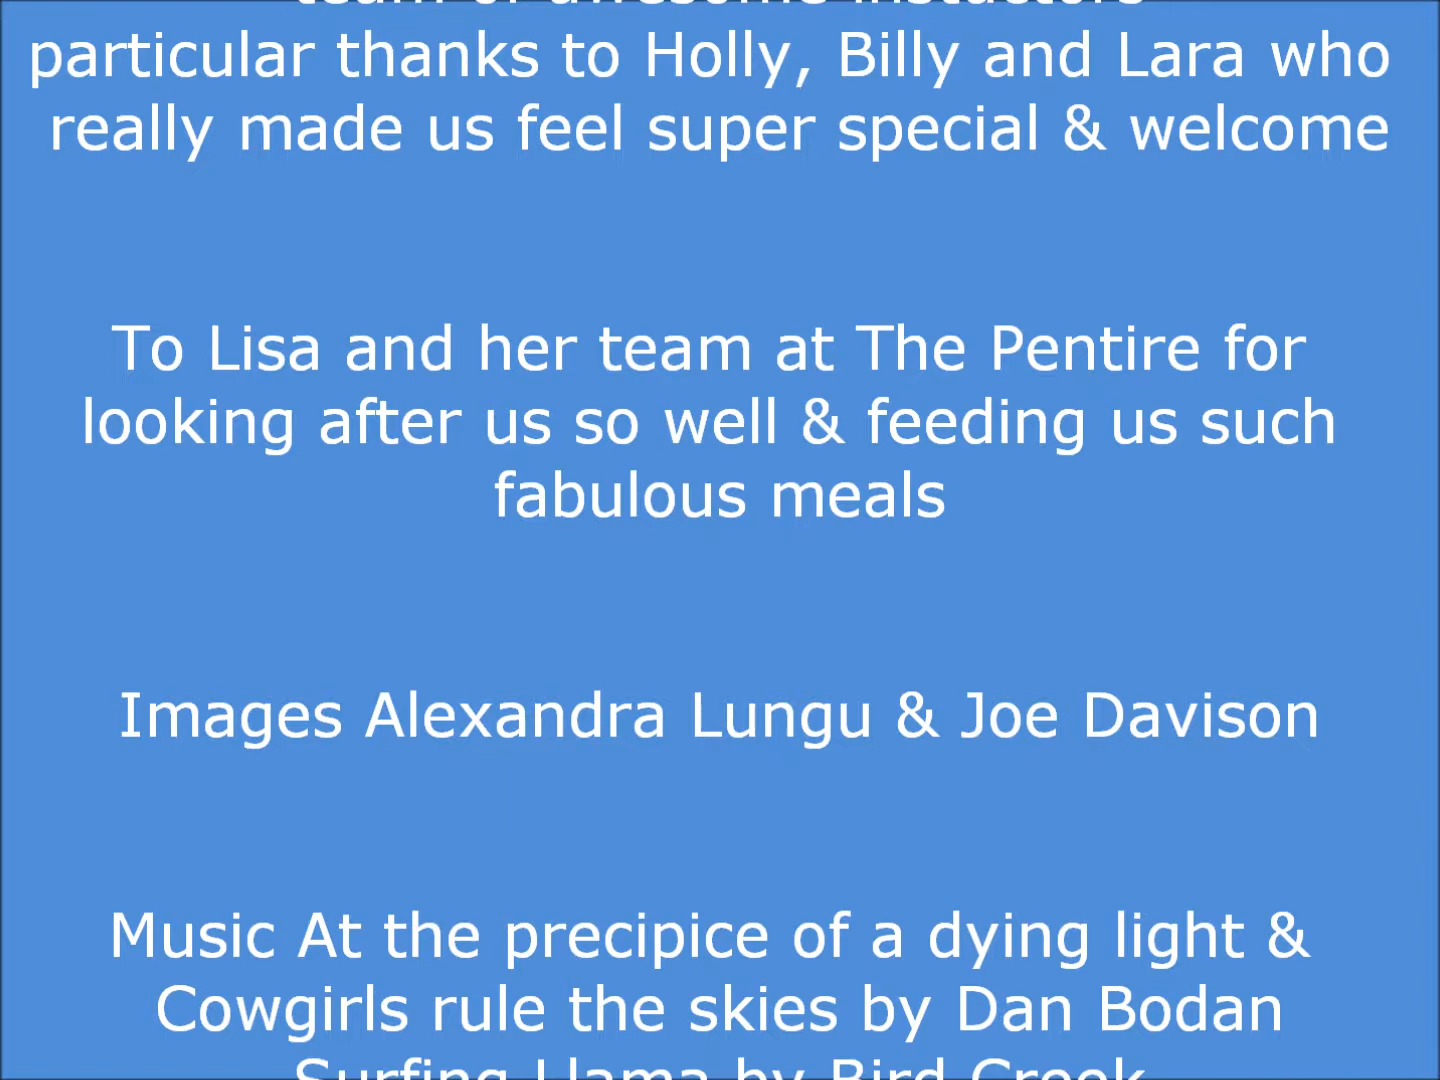 team of awesome instuctors
particular thanks to Holly, Billy and Lara who
really made us feel super special & welcome
To Lisa and her team at The Pentire for
looking after us so well & feeding us such
fabulous meals
Images Alexandra Lungu & Joe Davison
Music At the precipice of a dying light &
Cowgirls rule the skies by Dan Bodan
Surfing Llama by Bird Creek